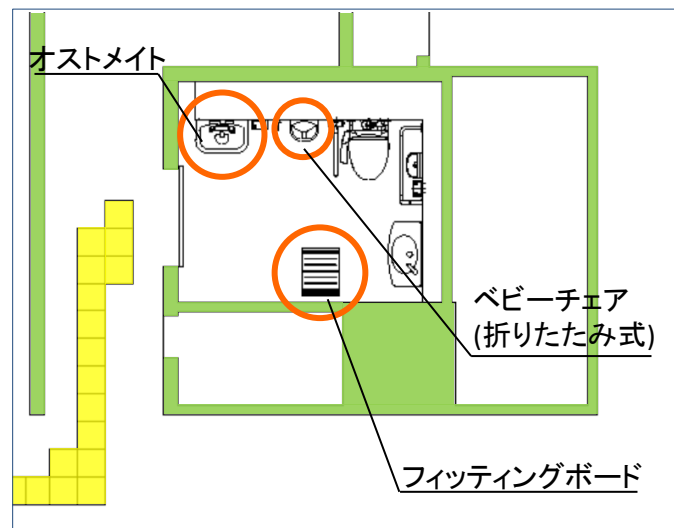 オストメイト
ベビーチェア
(折りたたみ式)
フィッティングボード